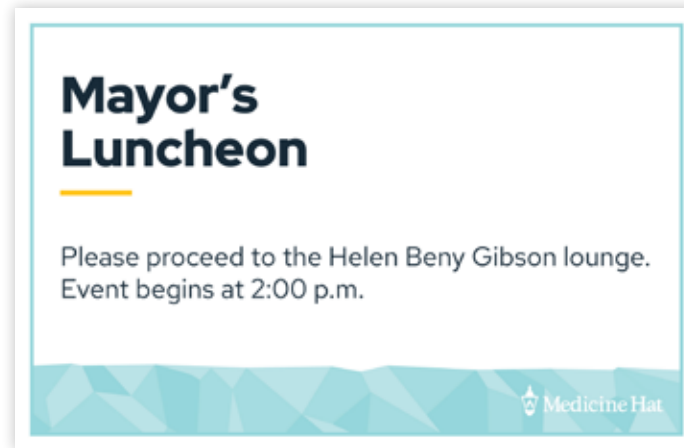 Mayor's
Luncheon
Please proceed to the Helen Beny Gibson lounge.
Event begins at 2:00 p.m.
Medicine Hat